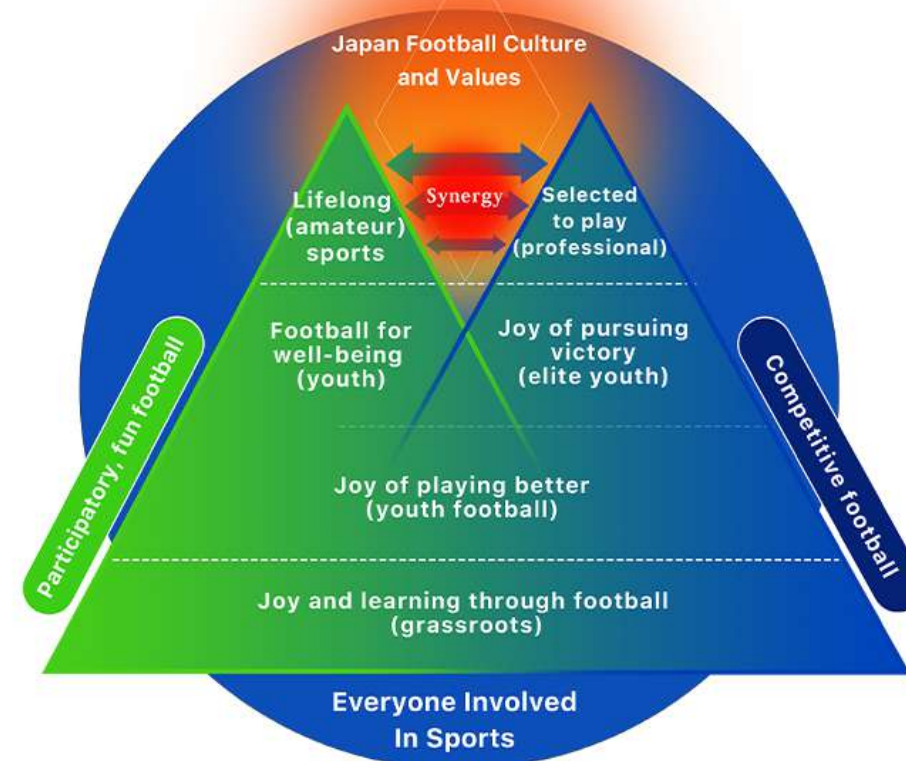 Japan Football Culture
and Values
Synergy
Lifelong
(amateur)
sports
Selected
to play
(professional)
Football for
well-being
(youth)
Joy of pursuing
victory
(elite youth)
Participatory, fun football
Competitive football
Joy of playing better
(youth football)
Joy and learning through football
(grassroots)
Everyone Involved
In Sports